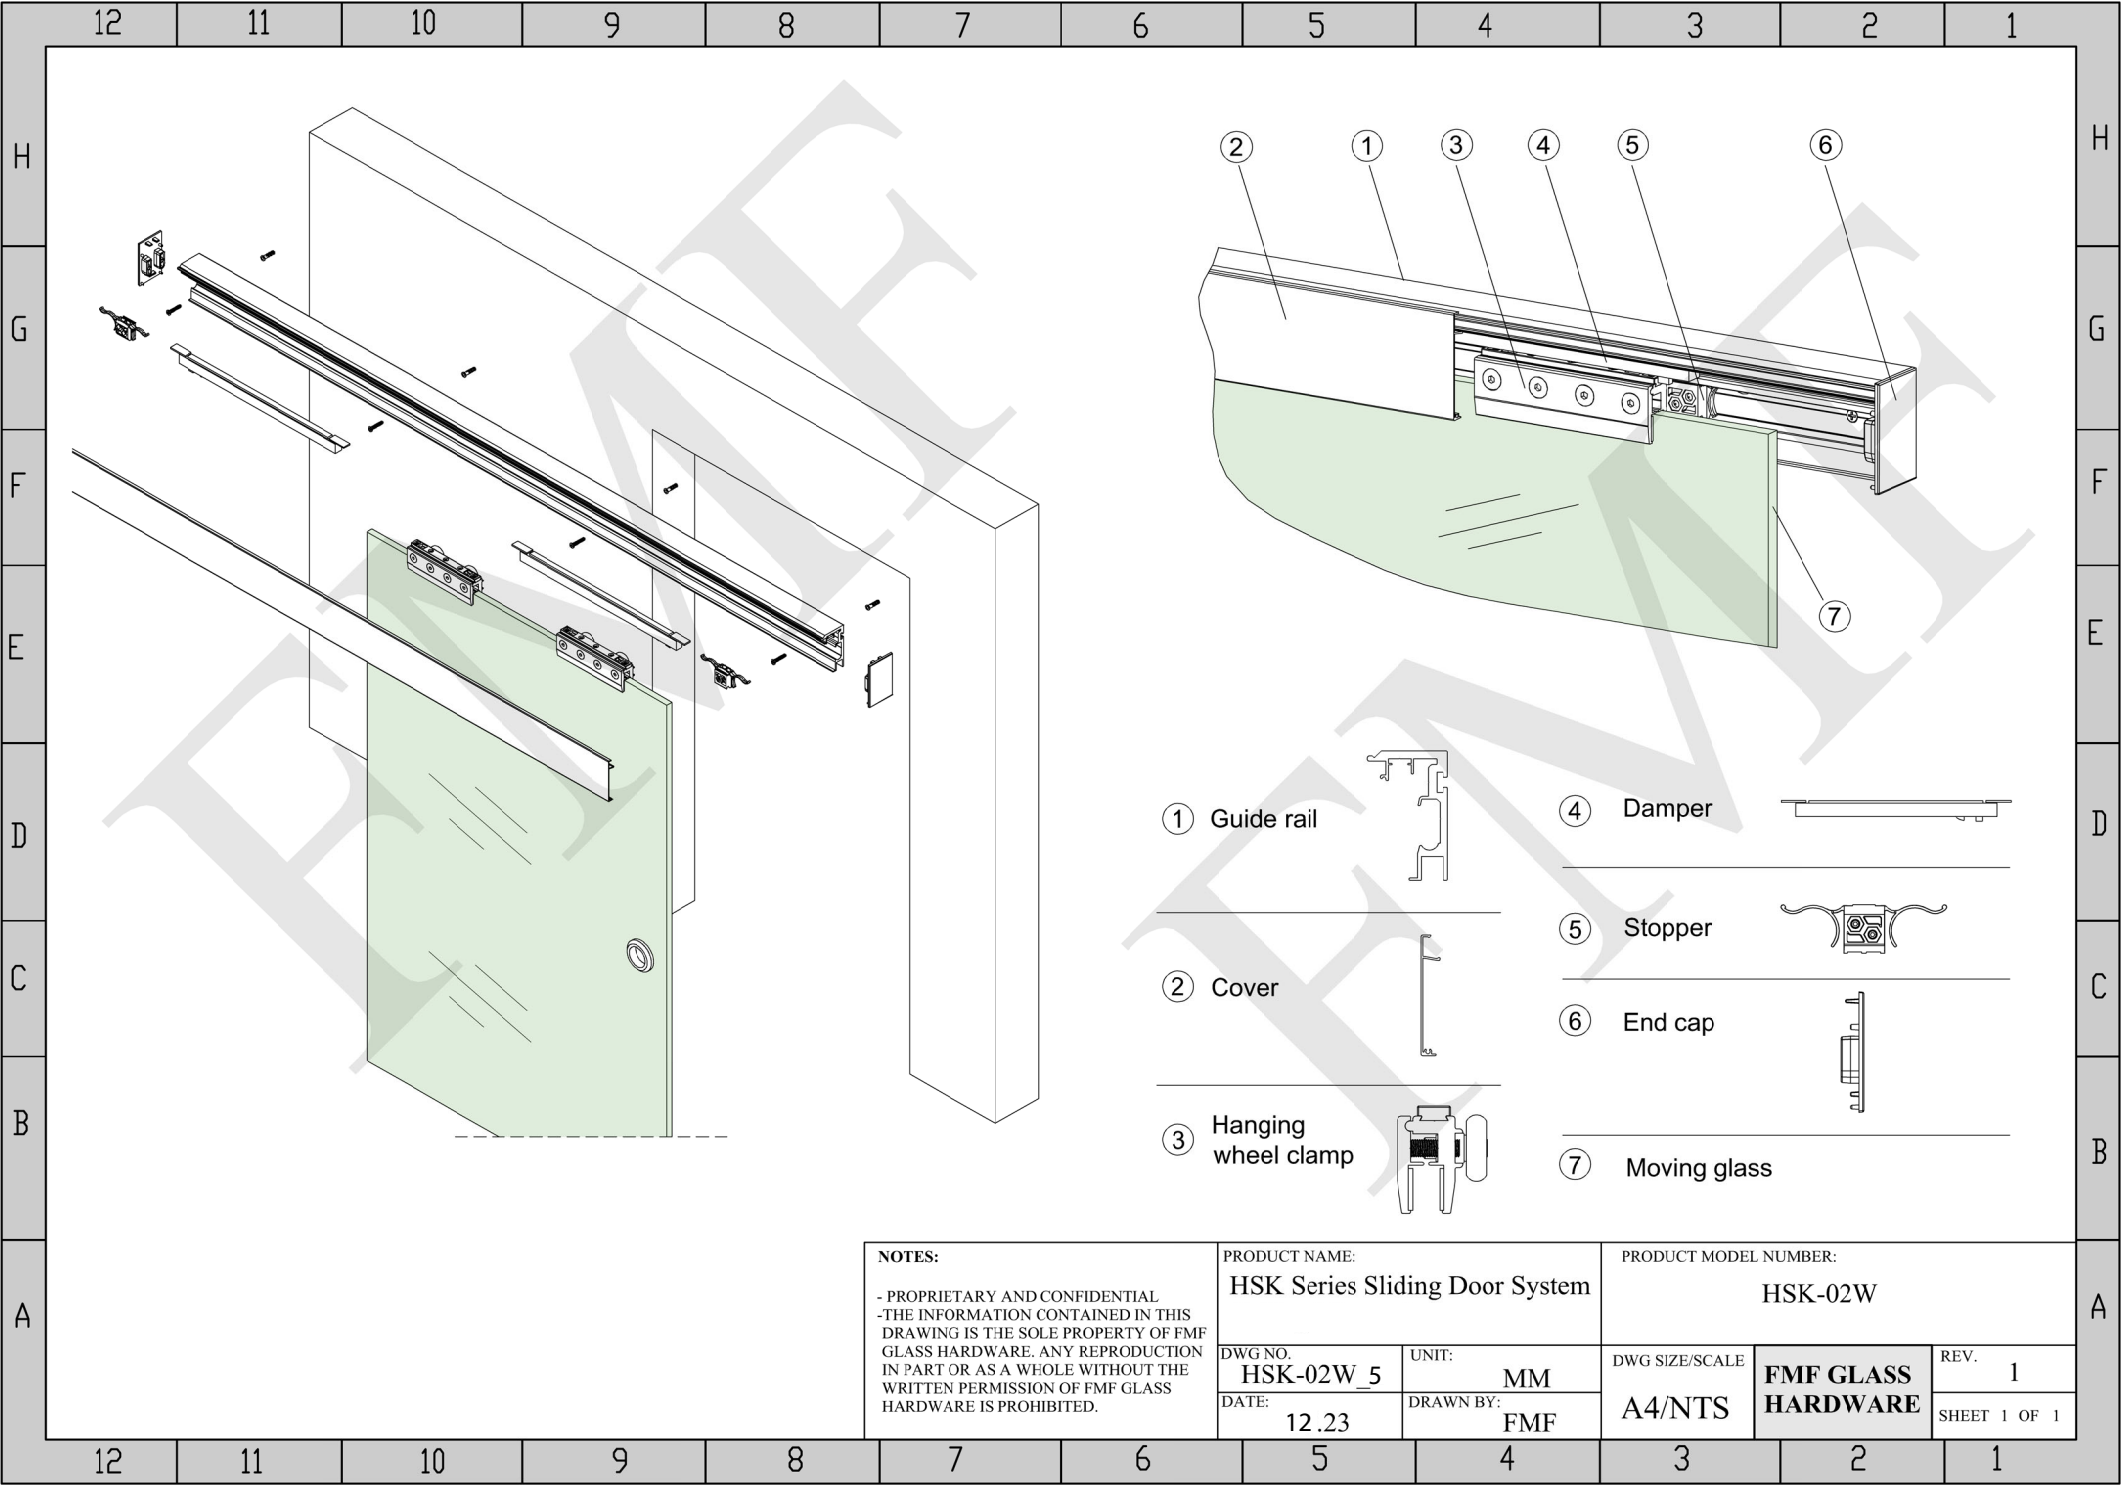 12 11 10 9 8 7 6 5 4 3 2 1
H H
G G
F F
E E
D D
C C
B B
A A
FMF
FMF
2 1 3 4 5 6
7
1 Guide rail
2 Cover
3 Hanging
wheel clamp
4 Damper
5 Stopper
6 End cap
7 Moving glass
NOTES:
- PROPRIETARY AND CONFIDENTIAL
-THE INFORMATION CONTAINED IN THIS
DRAWING IS THE SOLE PROPERTY OF FMF
GLASS HARDWARE. ANY REPRODUCTION
IN PART OR AS A WHOLE WITHOUT THE
WRITTEN PERMISSION OF FMF GLASS
HARDWARE IS PROHIBITED.
PRODUCT NAME:
HSK Series Sliding Door System
PRODUCT MODEL NUMBER:
HSK-02W
DWG NO.
HSK-02W_5
UNIT:
MM
DATE:
12.23
DRAWN BY:
FMF
DWG SIZE/SCALE
A4/NTS
FMF GLASS
HARDWARE
REV.
1
SHEET 1 OF 1
12 11 10 9 8 7 6 5 4 3 2 1